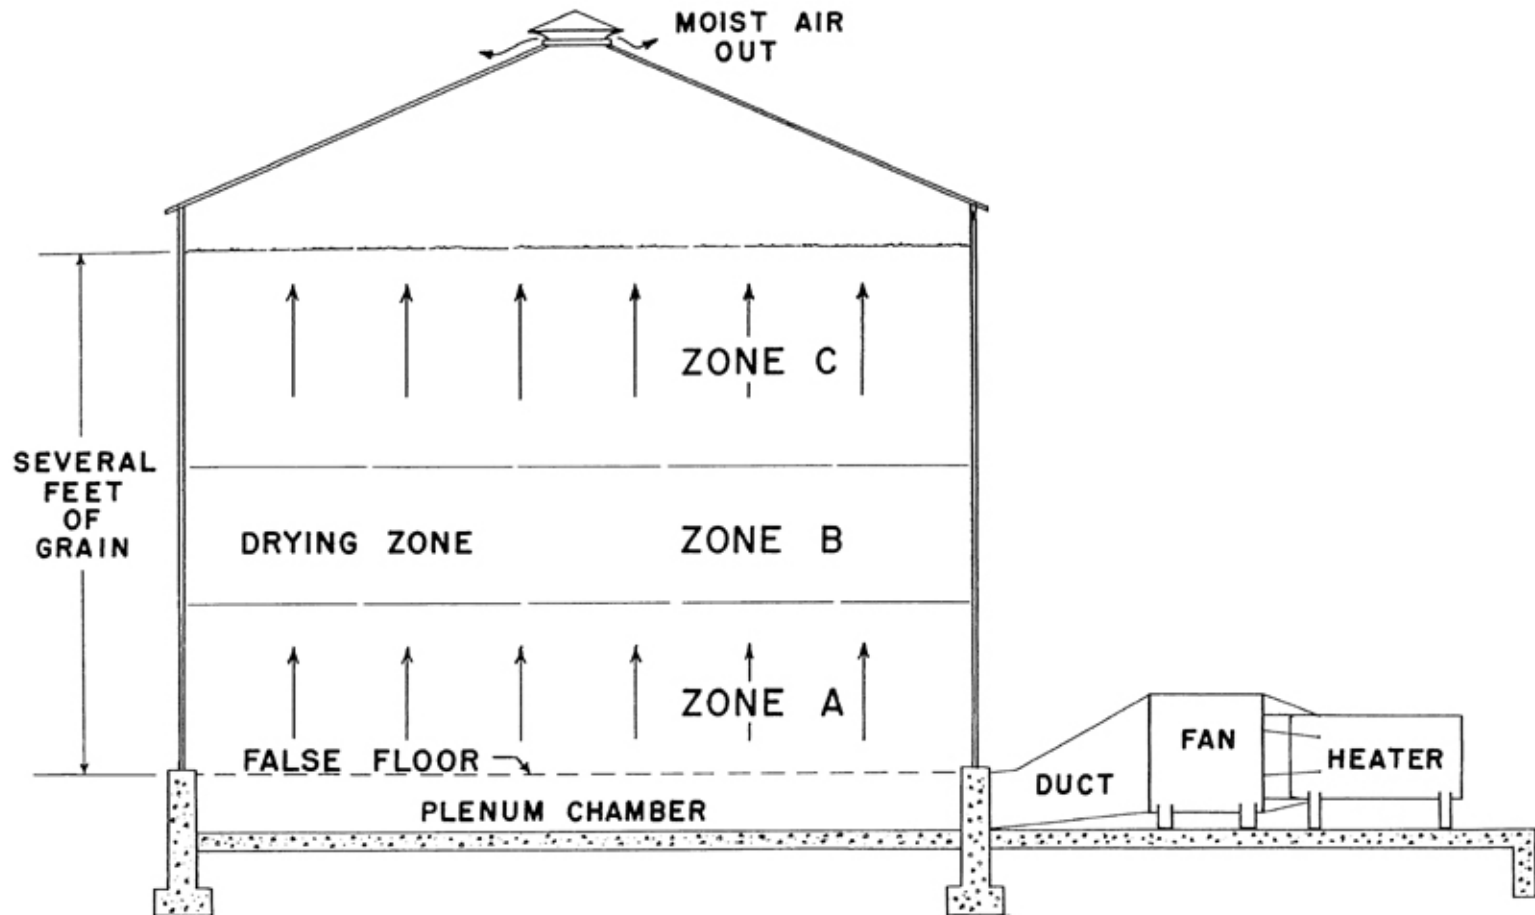 MOIST AIR
OUT
ZONE C
SEVERAL
FEET
OF
GRAIN
DRYING ZONE
ZONE B
ZONE A
FALSE FLOOR
PLENUM CHAMBER
DUCT
FAN
HEATER